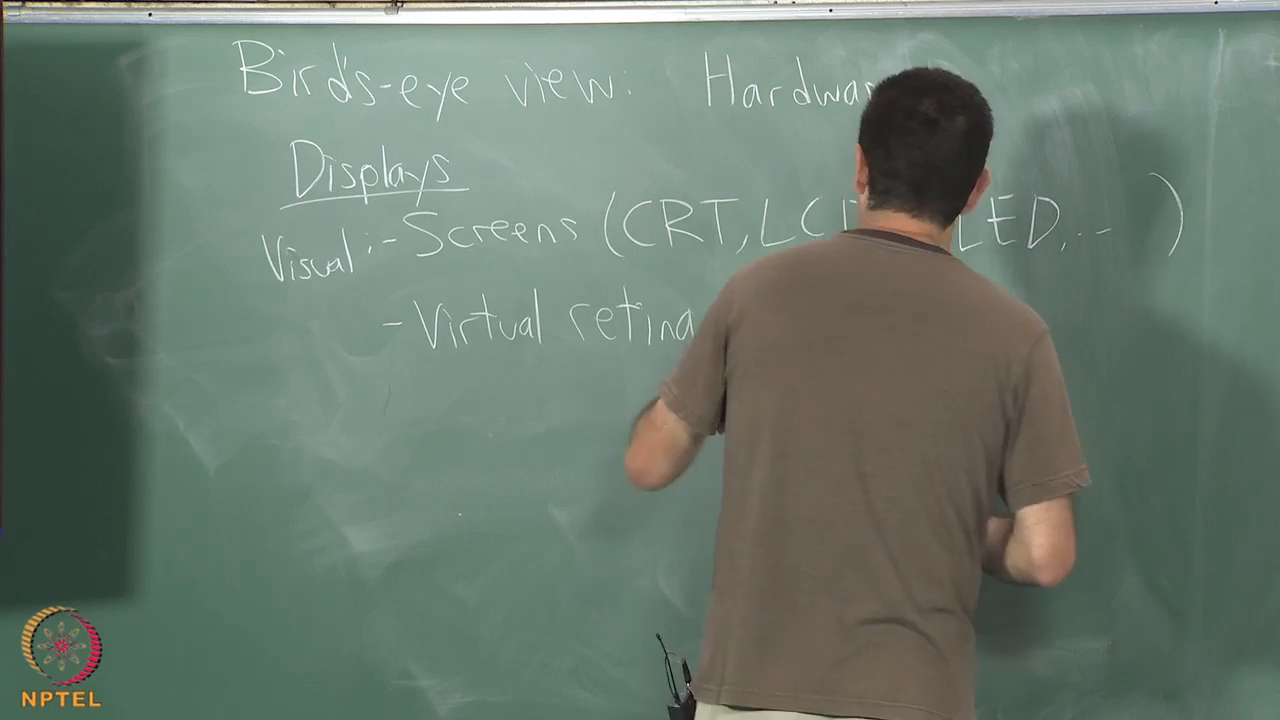 Bird's-eye view: Hardwa
Displays
Visual:- Screens (CRT, LC LED, ... )
- Virtual retina
NPTEL